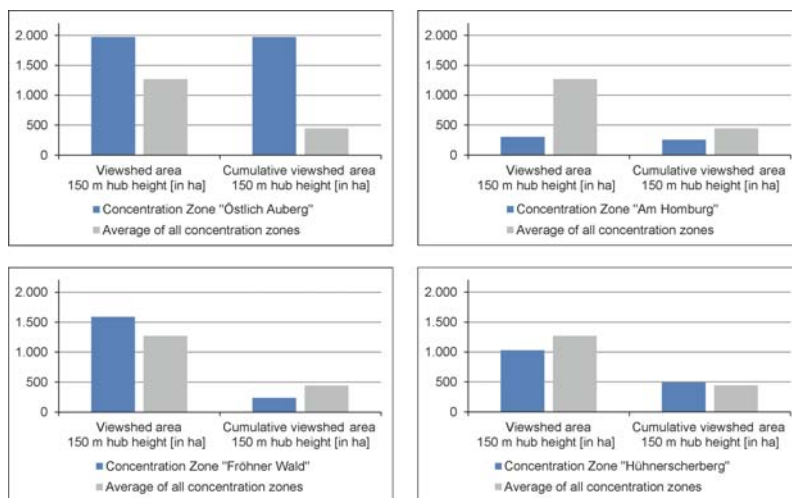 2.000
1.500
1.000
500
0
Viewshed area
150 m hub height [in ha]
Cumulative viewshed area
150 m hub height [in ha]
Concentration Zone "Östlich Auberg"
Average of all concentration zones
2.000
1.500
1.000
500
0
Viewshed area
150 m hub height [in ha]
Cumulative viewshed area
150 m hub height [in ha]
Concentration Zone "Am Homburg"
Average of all concentration zones
2.000
1.500
1.000
500
0
Viewshed area
150 m hub height [in ha]
Cumulative viewshed area
150 m hub height [in ha]
Concentration Zone "Fröhner Wald"
Average of all concentration zones
2.000
1.500
1.000
500
0
Viewshed area
150 m hub height [in ha]
Cumulative viewshed area
150 m hub height [in ha]
Concentration Zone "Hühnerscherberg"
Average of all concentration zones